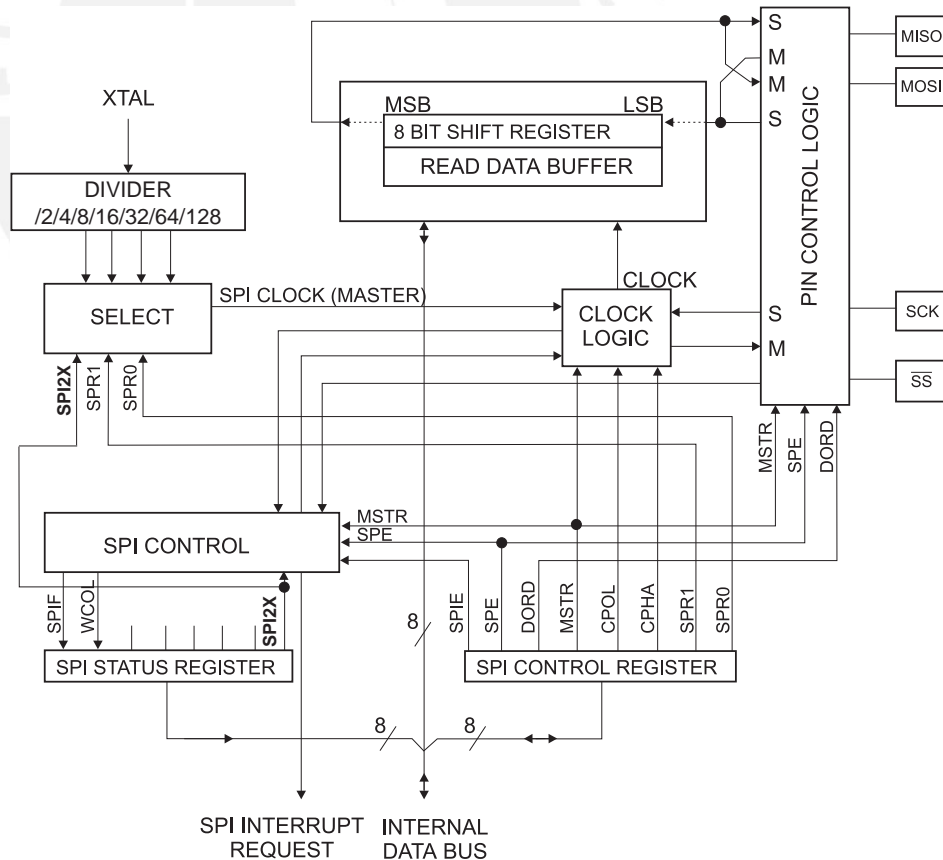 S
MISO
M
XTAL
MSB
LSB
M
MOSI
8 BIT SHIFT REGISTER
S
READ DATA BUFFER
DIVIDER
/2/4/8/16/32/64/128
PIN CONTROL LOGIC
SPI CLOCK (MASTER)
CLOCK
SELECT
CLOCK
LOGIC
S
SCK
M
SPI2X
SPR1
SPR0
SS
MSTR
SPE
DORD
MSTR
SPE
SPI CONTROL
SPIF
WCOL
SPI2X
8
SPIE
SPE
DORD
MSTR
CPOL
CPHA
SPR1
SPR0
SPI STATUS REGISTER
SPI CONTROL REGISTER
8
8
SPI INTERRUPT
REQUEST
INTERNAL
DATA BUS